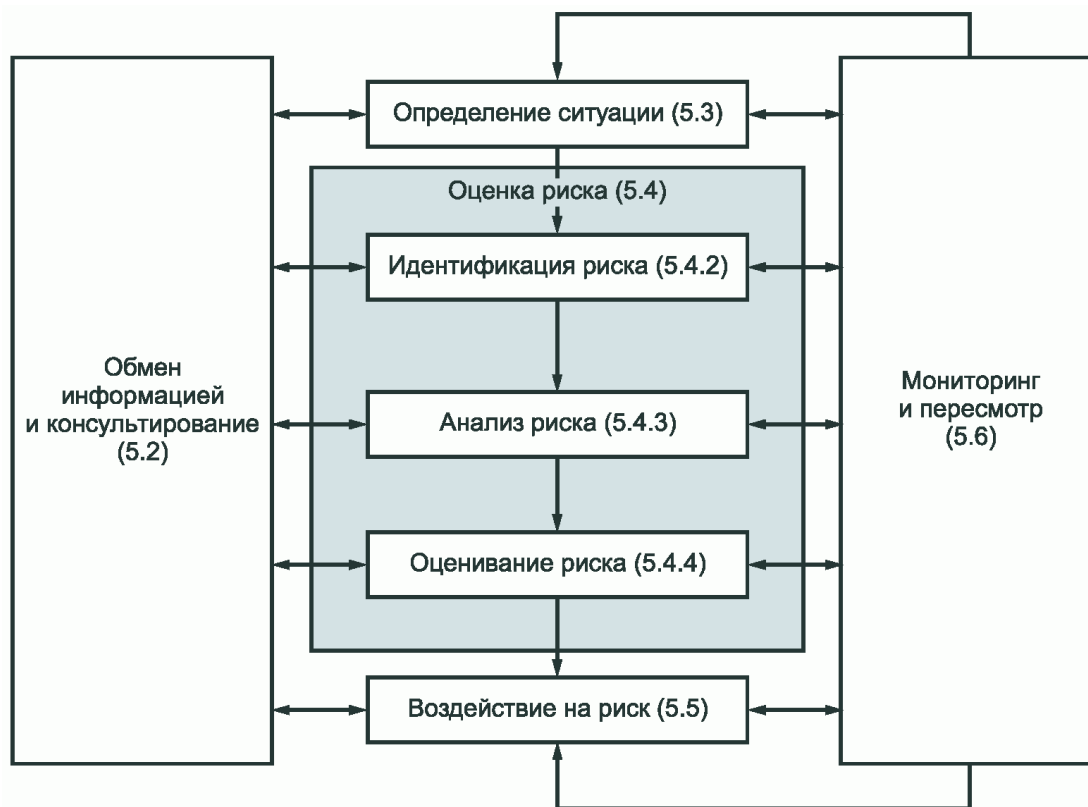 Определение ситуации (5.3)
Оценка риска (5.4)
Идентификация риска (5.4.2)
Анализ риска (5.4.3)
Оценивание риска (5.4.4)
Воздействие на риск (5.5)
Обмен
информацией
и консультирование
(5.2)
Мониторинг
и пересмотр
(5.6)